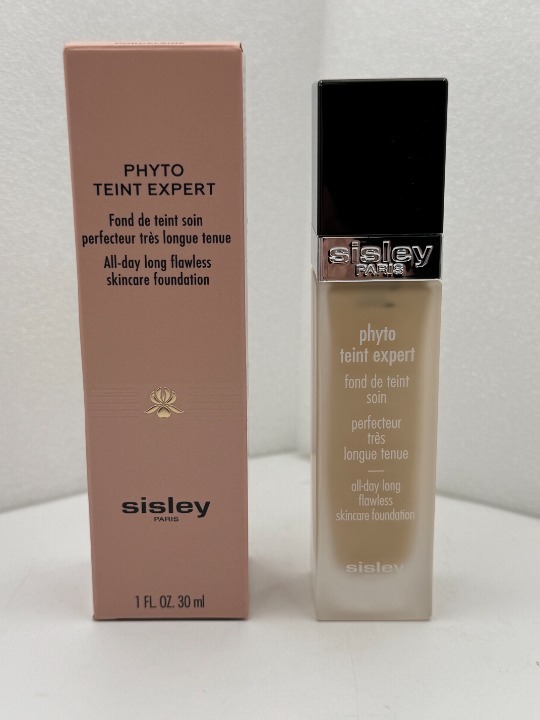 PHYTO
TEINT EXPERT
Fond de teint soin
perfecteur très longue tenue
All-day long flawless
skincare foundation
sisley
PARIS
1 FL. OZ. 30 ml
sisley
PARIS
phyto
teint expert
fond de teint
soin
perfecteur
très
longue tenue
all-day long
flawless
skincare foundation
sisley